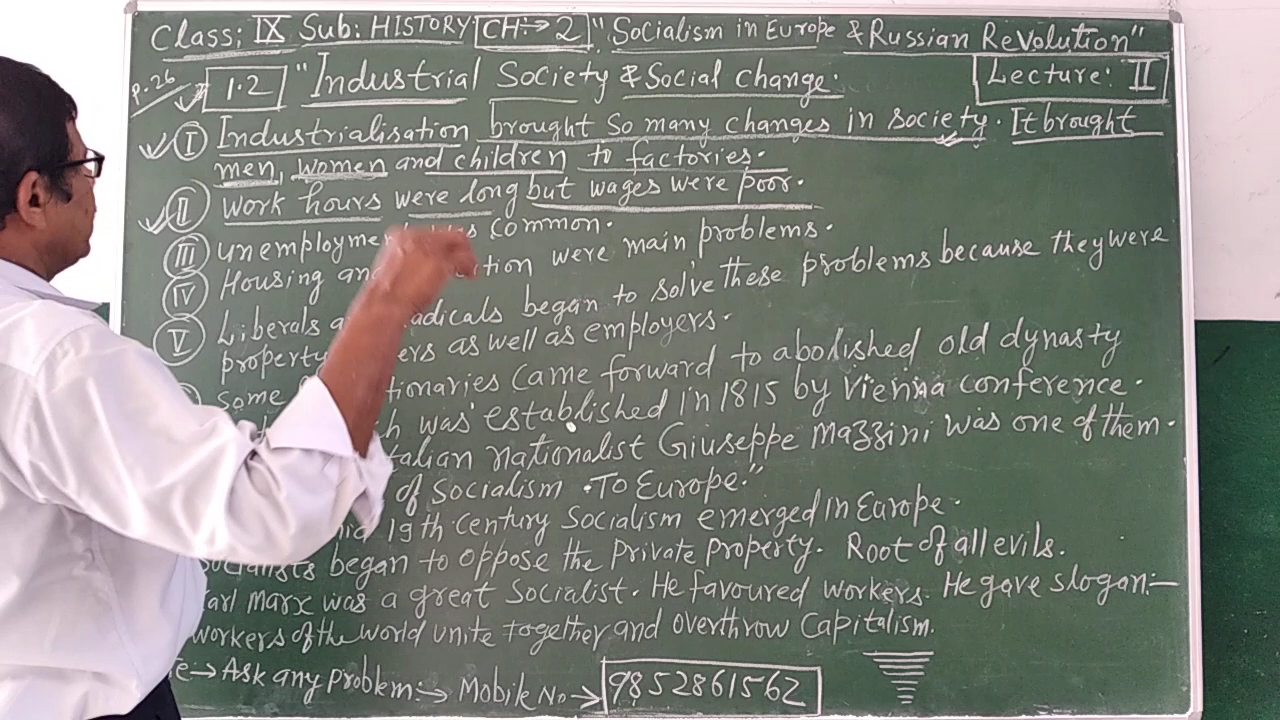 Class; IX Sub: HISTORY CH:→ 2 "Socialism in Europe & Russian Revolution"
P.26 1.2 "Industrial Society & Social change: Lecture: II
I Industrialisation brought so many changes in society. It brought
men, women and children to factories.
II work hours were long but wages were poor.
III unemployment was common.
IV Housing and tion were main problems.
V Liberals adicals began to solve these problems because they were
property ers as well as employers.
Some tionaries came forward to abolished old dynasty
h was established in 1815 by Vienna conference.
talian nationalist Giuseppe Mazzini was one of them.
of Socialism . To Europe."
19th Century Socialism emerged in Europe.
Socialists began to oppose the Private Property. Root of all evils.
Karl Marx was a great Socialist. He favoured workers. He gave slogan:-
workers of the world unite together and overthrow Capitalism.
te → Ask any Problem:→ Mobile No → 9852861562